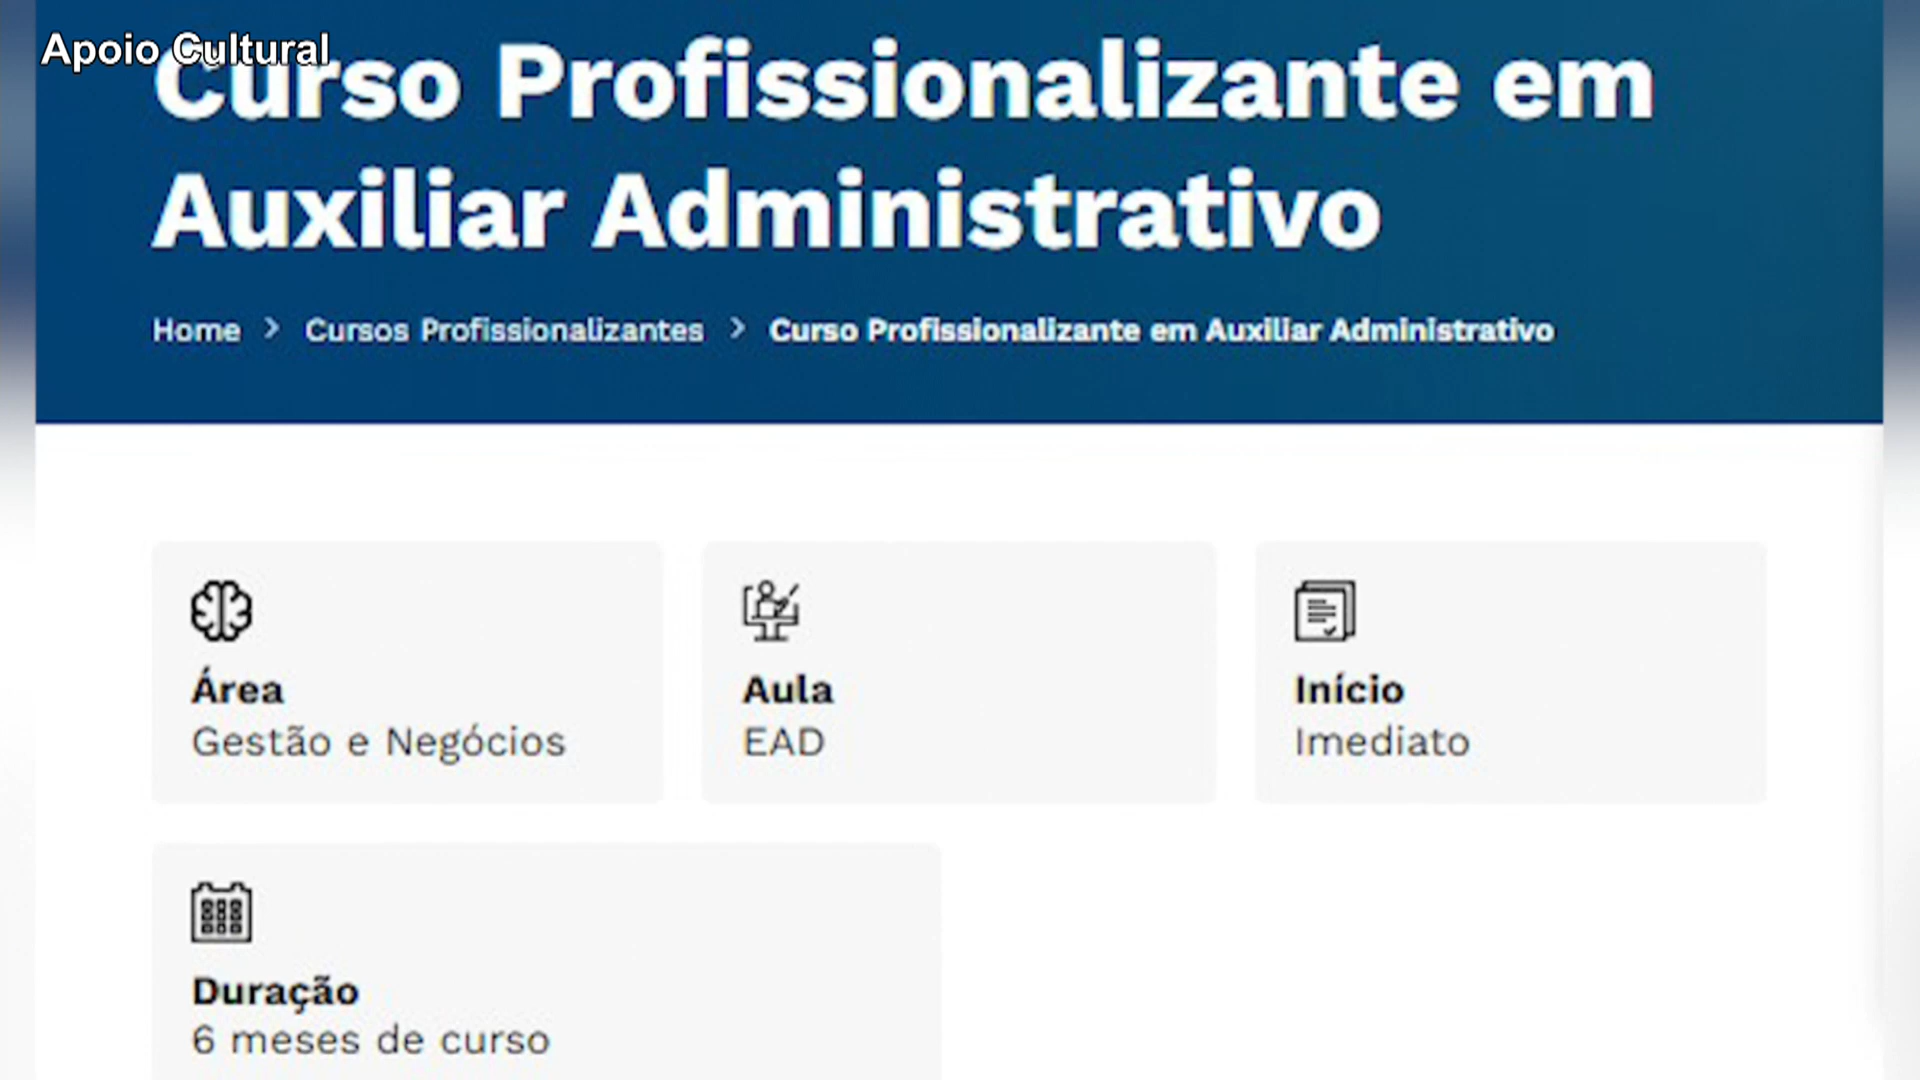 Apoio Cultural
Curso Profissionalizante em
Auxiliar Administrativo
Home > Cursos Profissionalizantes > Curso Profissionalizante em Auxiliar Administrativo
Área
Gestão e Negócios
Aula
EAD
Início
Imediato
Duração
6 meses de curso